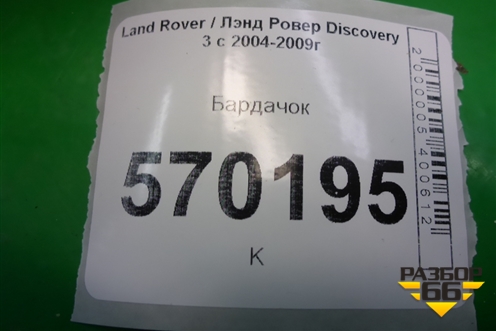 Land Rover / Лэнд Ровер Discovery
3 с 2004-2009г
Бардачок
570195
К
2000005400612
РАЗБОР
66